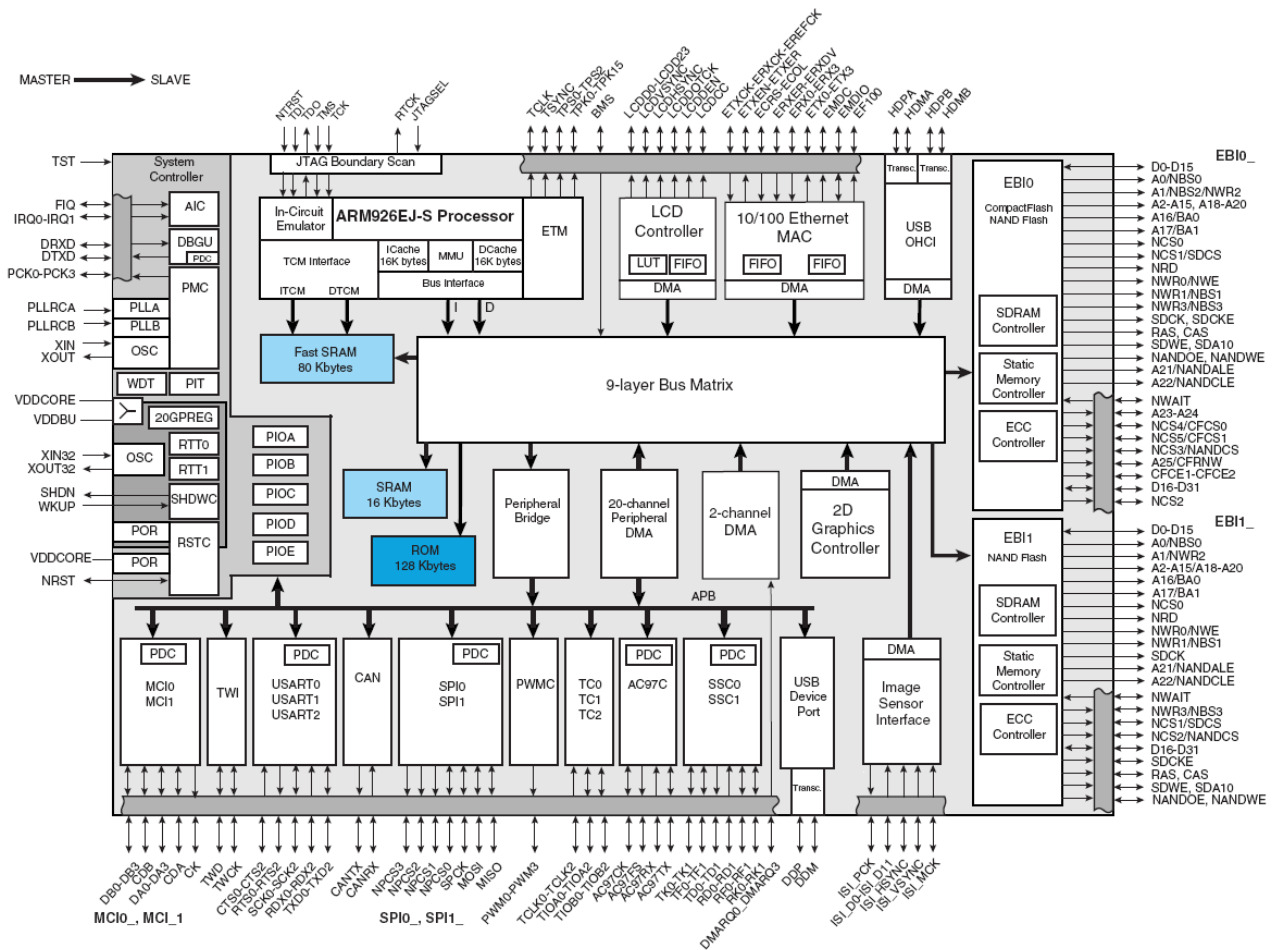 MASTER
SLAVE
NTRST
TDI
TDO
TMS
TCK
RTCK
JTAGSEL
TCLK
TSYNC
TPS0-TPS2
TPK0-TPK15
BMS
LCDD0-LCDD23
LCDVSYNC
LCDHSYNC
LCDDOTCK
LCDDEN
LCDCC
ETXCK-ERXCK-EREFCK
ETXEN-ETXER
ECRS-ECOL
ERXER-ERXDV
ERX0-ERX3
ETX0-ETX3
EMDC
EMDIO
EF100
HDPA
HDMA
HDPB
HDMB
TST
FIQ
IRQ0-IRQ1
DRXD
DTXD
PCK0-PCK3
PLLRCA
PLLRCB
XIN
XOUT
VDDCORE
VDDBU
XIN32
XOUT32
SHDN
WKUP
VDDCORE
NRST
System
Controller
AIC
DBGU
PDC
PMC
PLLA
PLLB
OSC
WDT
PIT
20GPREG
OSC
RTT0
RTT1
SHDWC
POR
POR
RSTC
PIOA
PIOB
PIOC
PIOD
PIOE
JTAG Boundary Scan
In-Circuit
Emulator
ARM926EJ-S Processor
TCM Interface
ICache
16K bytes
MMU
DCache
16K bytes
Bus Interface
ITCM
DTCM
I
D
ETM
LCD
Controller
LUT
FIFO
DMA
10/100 Ethernet
MAC
FIFO
FIFO
DMA
Transc.
Transc.
USB
OHCI
DMA
Fast SRAM
80 Kbytes
9-layer Bus Matrix
SRAM
16 Kbytes
ROM
128 Kbytes
Peripheral
Bridge
20-channel
Peripheral
DMA
2-channel
DMA
DMA
2D
Graphics
Controller
APB
PDC
MCI0
MCI1
TWI
PDC
USART0
USART1
USART2
CAN
PDC
SPI0
SPI1
PWMC
TC0
TC1
TC2
PDC
AC97C
PDC
SSC0
SSC1
USB
Device
Port
Transc.
DMA
Image
Sensor
Interface
EBI0
CompactFlash
NAND Flash
SDRAM
Controller
Static
Memory
Controller
ECC
Controller
EBI1
NAND Flash
SDRAM
Controller
Static
Memory
Controller
ECC
Controller
EBI0_
D0-D15
A0/NBS0
A1/NBS2/NWR2
A2-A15, A18-A20
A16/BA0
A17/BA1
NCS0
NCS1/SDCS
NRD
NWR0/NWE
NWR1/NBS1
NWR3/NBS3
SDCK, SDCKE
RAS, CAS
SDWE, SDA10
NANDOE, NANDWE
A21/NANDALE
A22/NANDCLE
NWAIT
A23-A24
NCS4/CFCS0
NCS5/CFCS1
NCS3/NANDCS
A25/CFRNW
CFCE1-CFCE2
D16-D31
NCS2
EBI1_
D0-D15
A0/NBS0
A1/NWR2
A2-A15/A18-A20
A16/BA0
A17/BA1
NCS0
NRD
NWR0/NWE
NWR1/NBS1
SDCK
A21/NANDALE
A22/NANDCLE
NWAIT
NWR3/NBS3
NCS1/SDCS
NCS2/NANDCS
D16-D31
SDCKE
RAS, CAS
SDWE, SDA10
NANDOE, NANDWE
DB0-DB3
CDB
DA0-DA3
CDA
CK
TWD
TWCK
CTS0-CTS2
RTS0-RTS2
SCK0-SCK2
RDX0-RDX2
TXD0-TXD2
CANTX
CANRX
NPCS3
NPCS2
NPCS1
NPCS0
SPCK
MOSI
MISO
PWM0-PWM3
TCLK0-TCLK2
TIOA0-TIOA2
TIOB0-TIOB2
AC97CK
AC97FS
AC97RX
AC97TX
TK0-TK1
TF0-TF1
TD0-TD1
RD0-RD1
RF0-RF1
RK0-RK1
DMARQ0_DMARQ3
DDP
DDM
ISI_PCK
ISI_D0-ISI_D11
ISI_HSYNC
ISI_VSYNC
ISI_MCK
MCI0_, MCI_1
SPI0_, SPI1_